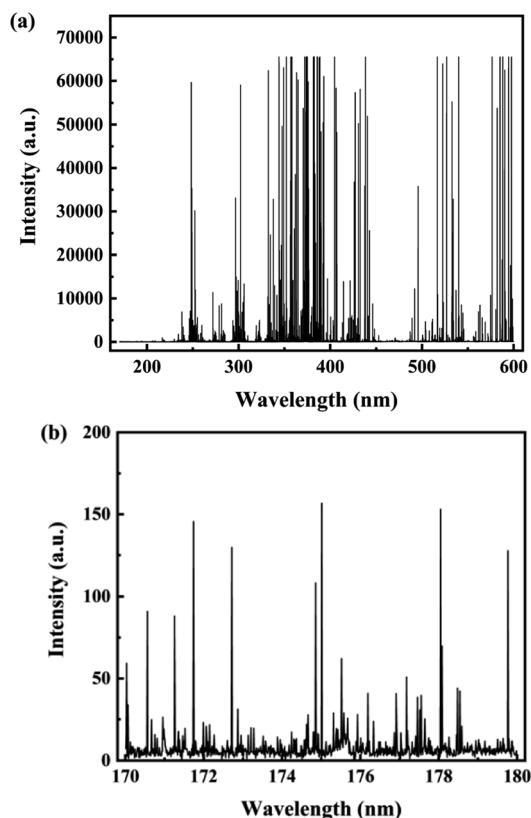 (a)
70000
60000
50000
40000
30000
20000
10000
0
Intensity (a.u.)
200 300 400 500 600
Wavelength (nm)
(b)
200
150
100
50
0
Intensity (a.u.)
170 172 174 176 178 180
Wavelength (nm)